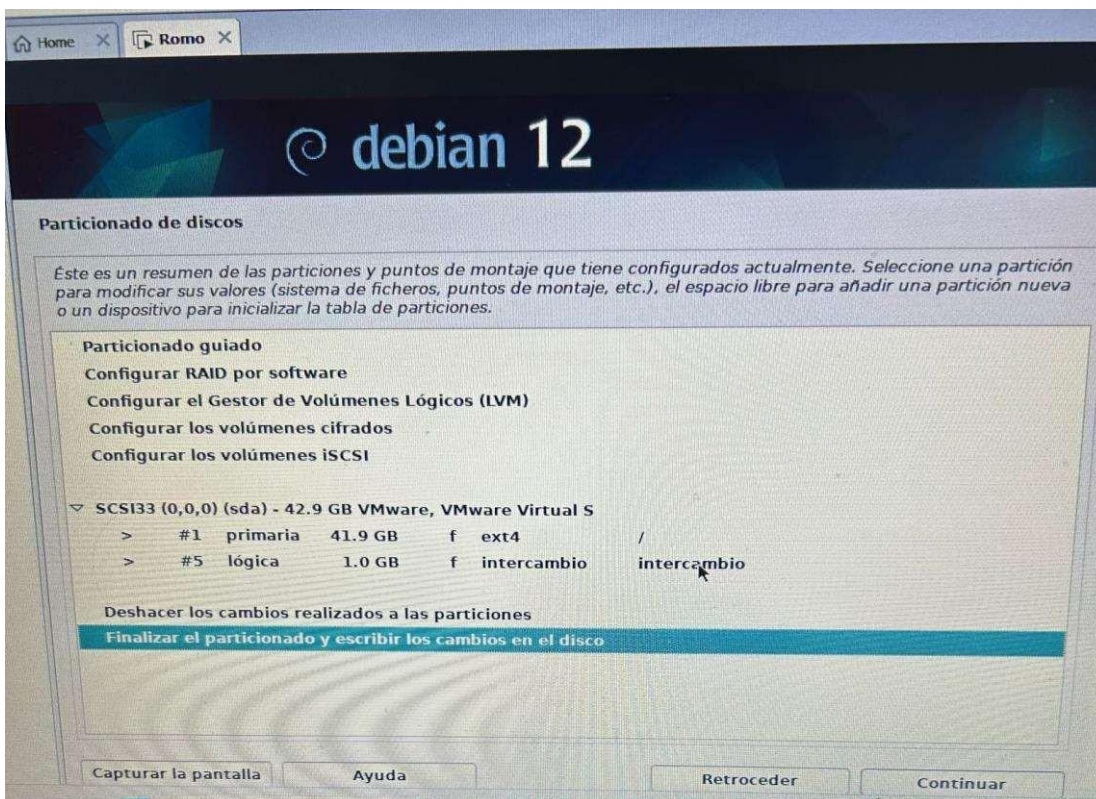 Home
Romo
debian 12
Particionado de discos
Éste es un resumen de las particiones y puntos de montaje que tiene configurados actualmente. Seleccione una partición
para modificar sus valores (sistema de ficheros, puntos de montaje, etc.), el espacio libre para añadir una partición nueva
o un dispositivo para inicializar la tabla de particiones.
Particionado guiado
Configurar RAID por software
Configurar el Gestor de Volúmenes Lógicos (LVM)
Configurar los volúmenes cifrados
Configurar los volúmenes iSCSI
SCSI33 (0,0,0) (sda) - 42.9 GB VMware, VMware Virtual S
> #1 primaria 41.9 GB f ext4 /
> #5 lógica 1.0 GB f intercambio intercambio
Deshacer los cambios realizados a las particiones
Finalizar el particionado y escribir los cambios en el disco
Capturar la pantalla Ayuda Retroceder Continuar